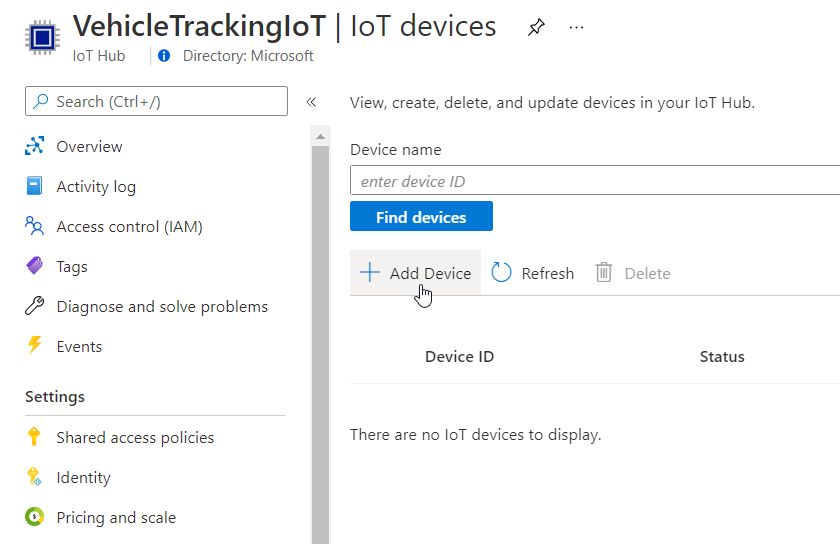 VehicleTrackingIoT | IoT devices
IoT Hub
Directory: Microsoft
Search (Ctrl+/)
Overview
Activity log
Access control (IAM)
Tags
Diagnose and solve problems
Events
Settings
Shared access policies
Identity
Pricing and scale
View, create, delete, and update devices in your IoT Hub.
Device name
enter device ID
Find devices
Add Device Refresh Delete
Device ID Status
There are no IoT devices to display.